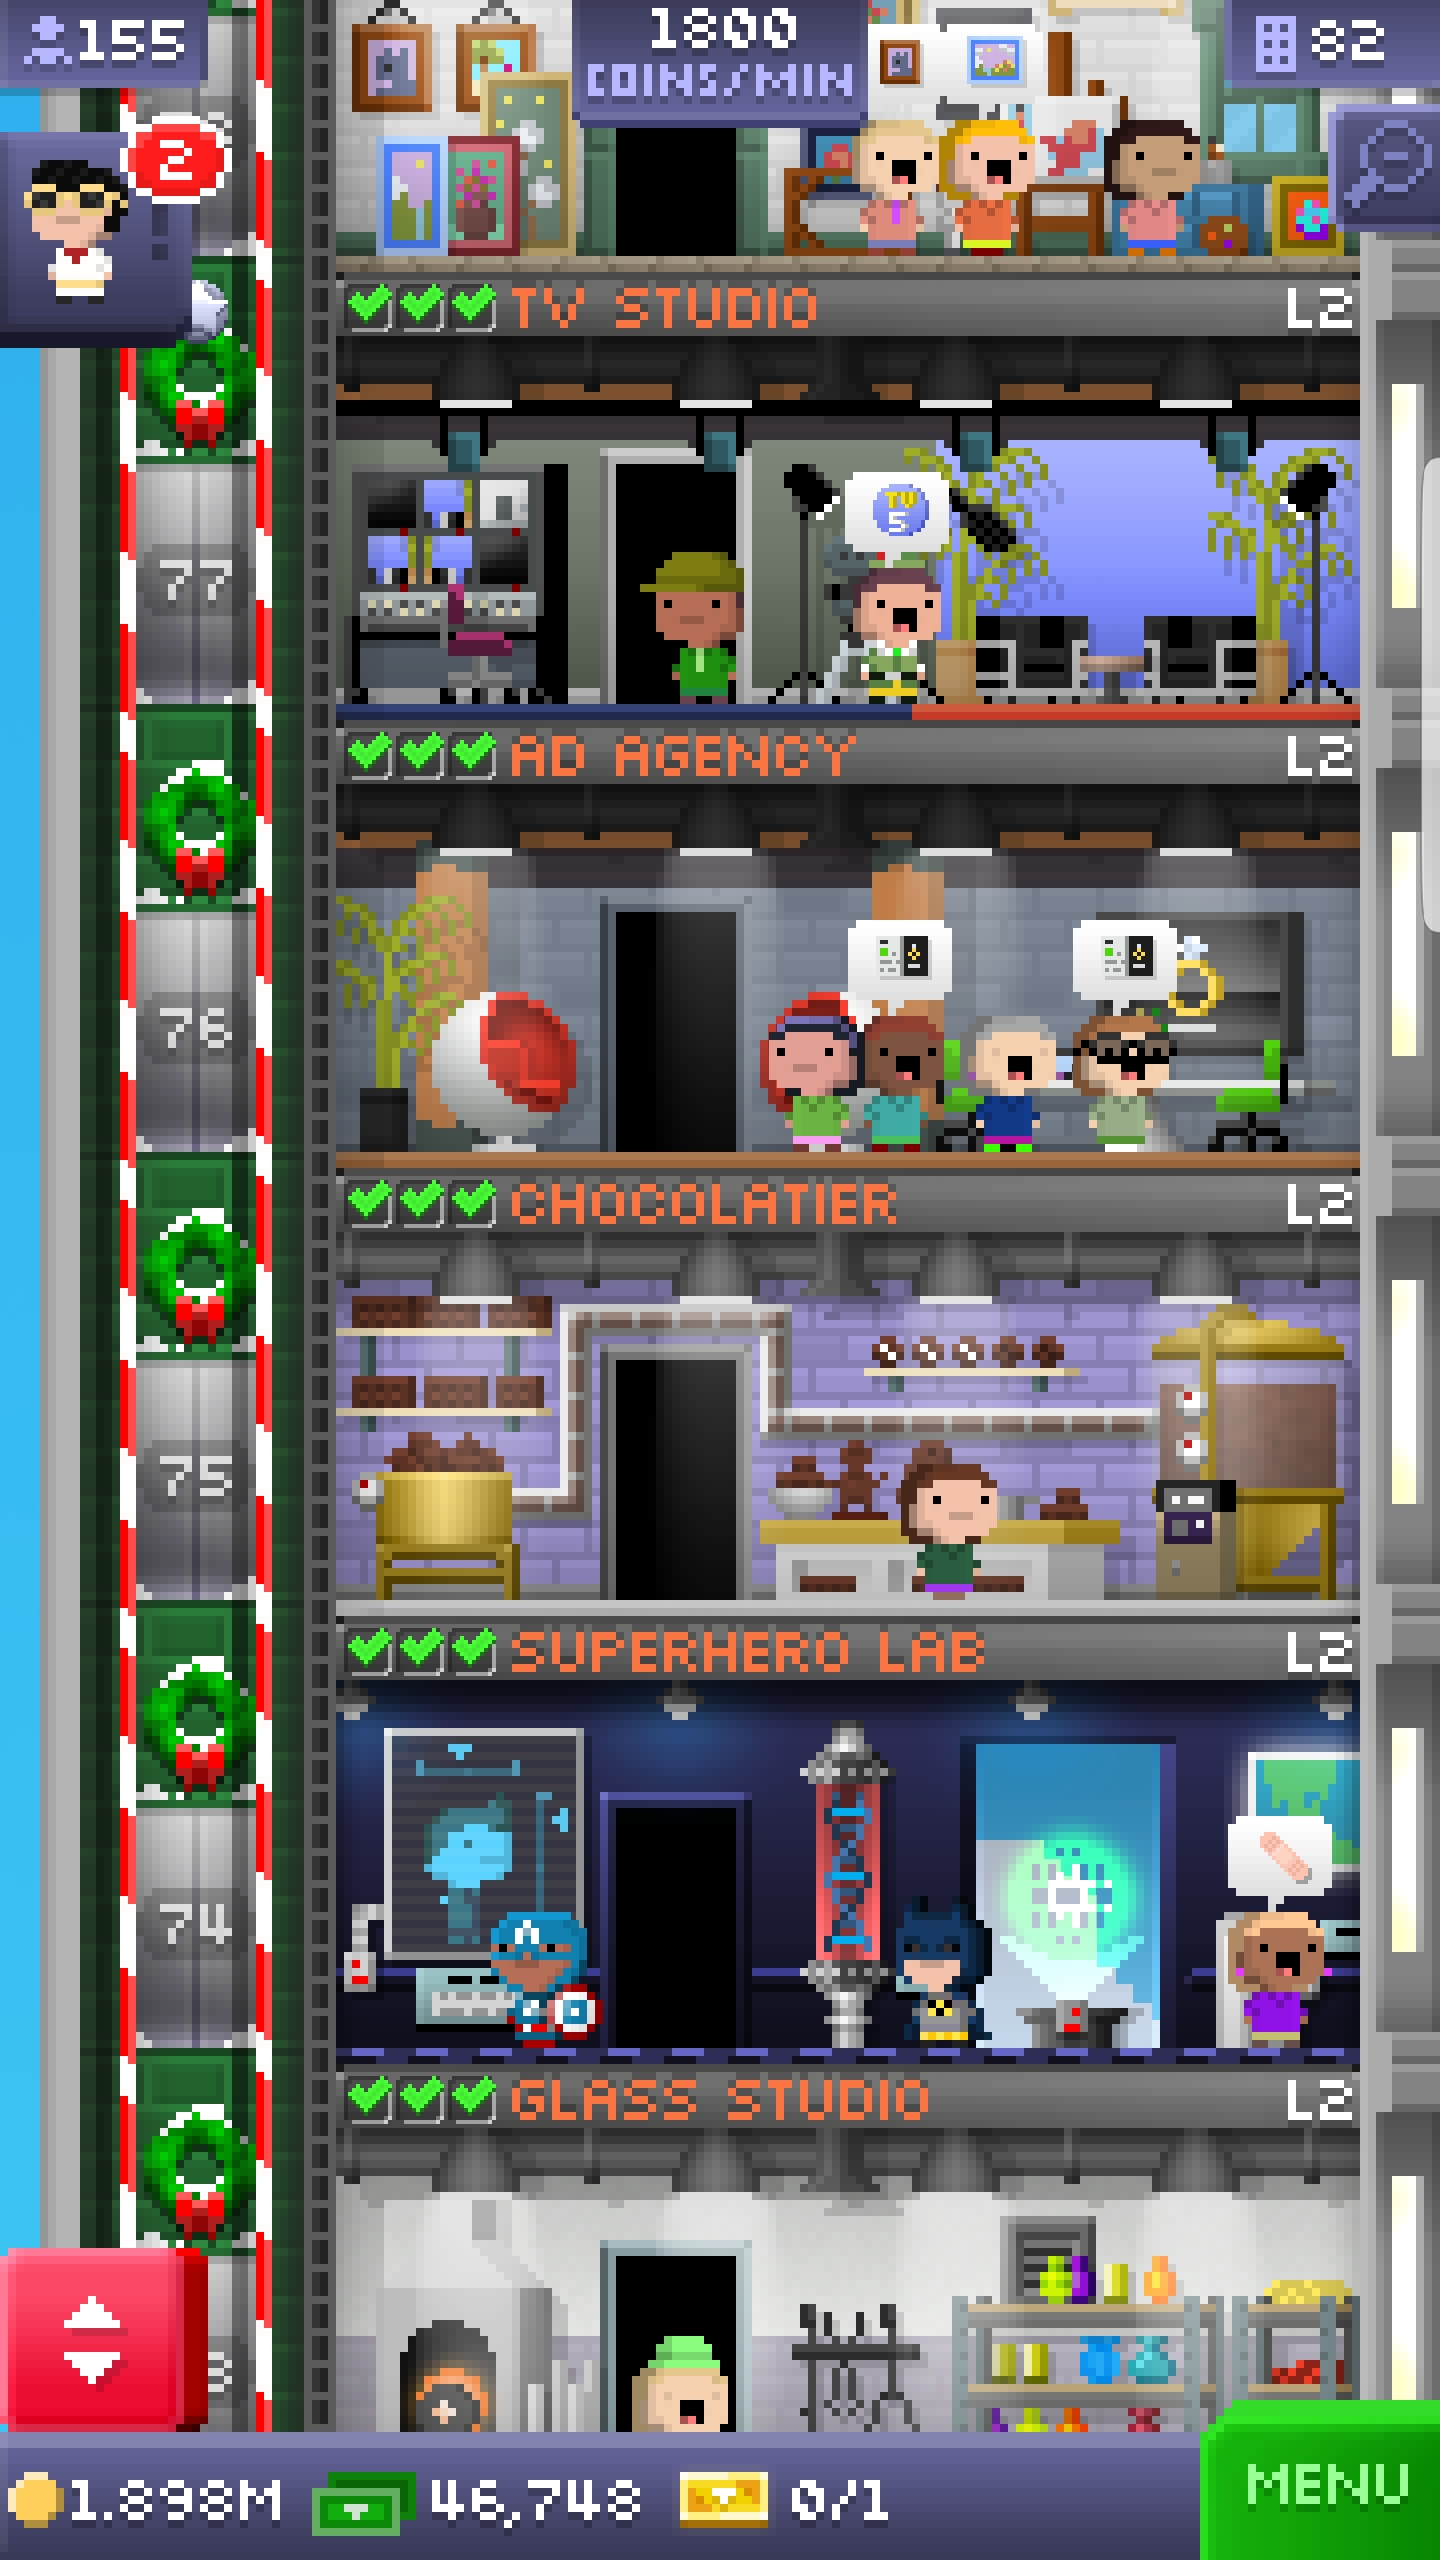 155
1800
COINS/MIN
82
2
TV STUDIO L2
TV
5
77
AD AGENCY L2
76
CHOCOLATIER L2
75
SUPERHERO LAB L2
A
74
GLASS STUDIO L2
3
1.898M 46,748 0/1
MENU